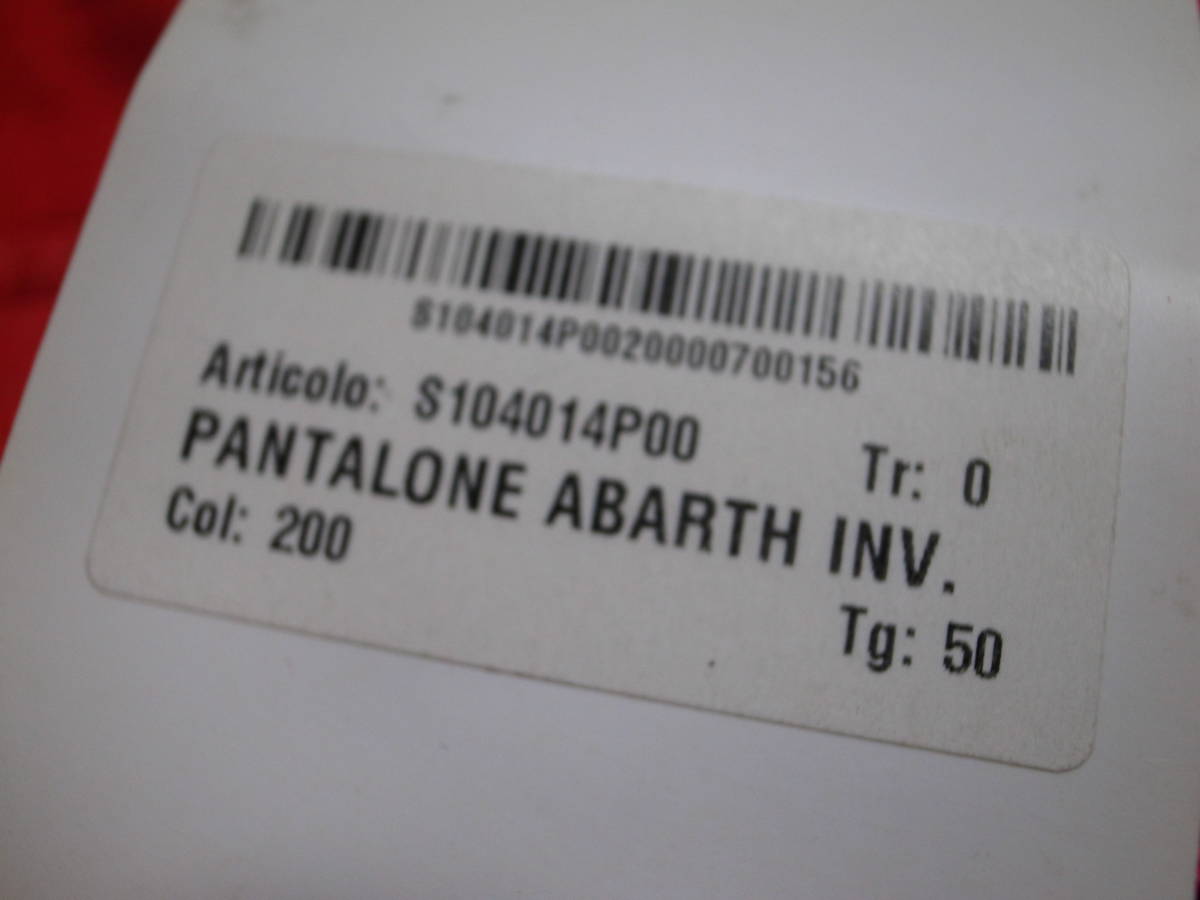 S104014P0020000700156
Articolo: S104014P00
Tr: 0
PANTALONE ABARTH INV.
Col: 200
Tg: 50